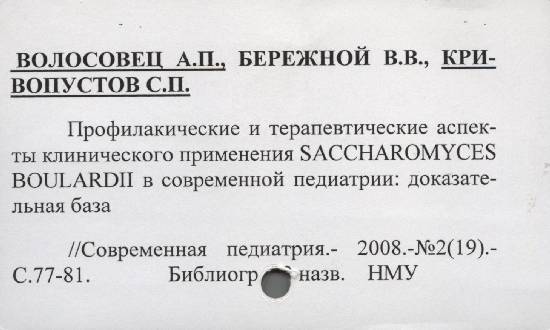 ВОЛОСОВЕЦ А.П., БЕРЕЖНОЙ В.В., КРИ-
ВОПУСТОВ С.П.
Профилакические и терапевтические аспек-
ты клинического применения SACCHAROMYCES
BOULARDII в современной педиатрии: доказате-
льная база
//Современная педиатрия.- 2008.-№2(19).-
С.77-81. Библиогр назв. НМУ